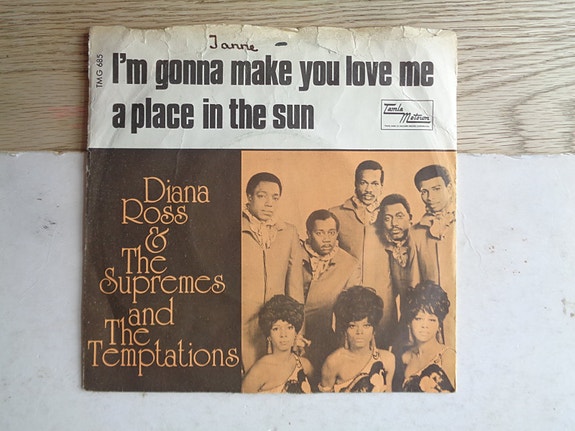 Janne
TMG 685
I'm gonna make you love me
a place in the sun
Tamla
Motown
Diana
Ross
&
The
Supremes
and
The
Temptations